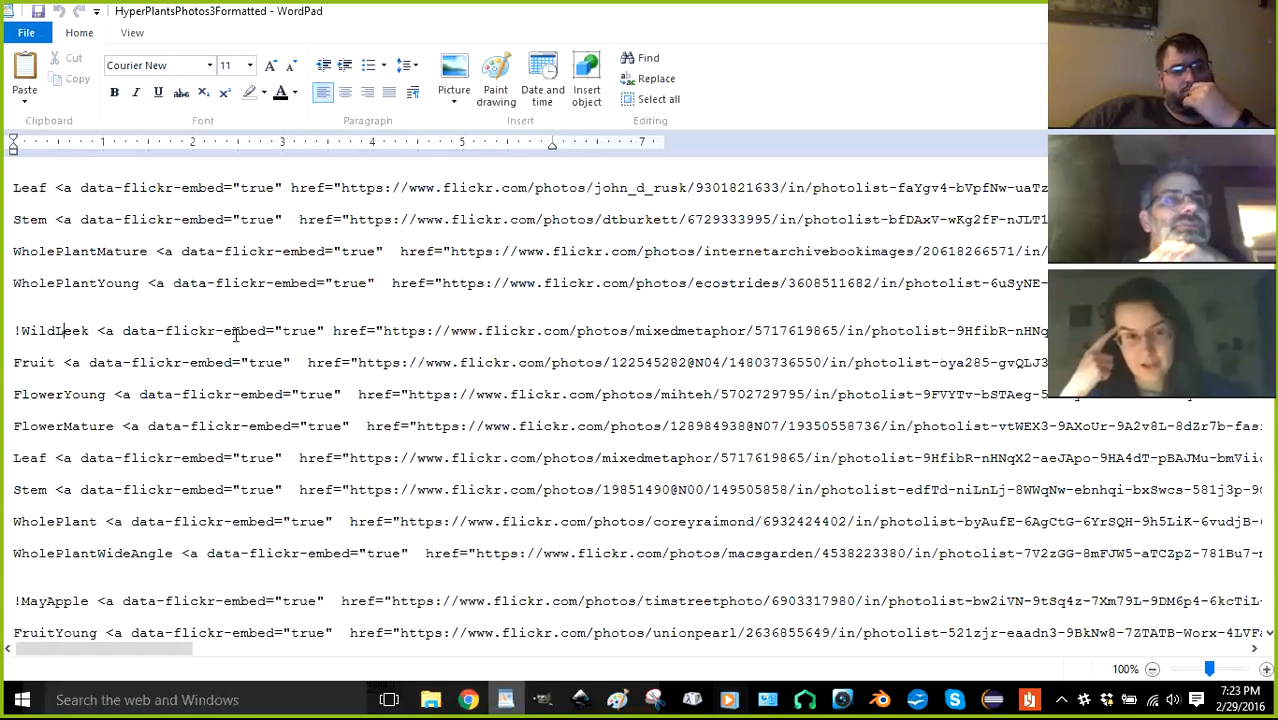 HyperPlantsPhotos3Formatted - WordPad
File Home View
Paste
Cut
Copy
Clipboard
Courier New 11
Font
Paragraph
Picture
Paint drawing
Date and time
Insert object
Insert
Find
Replace
Select all
Editing
1 2 3 4 5 6 7
Leaf <a data-flickr-embed="true" href="https://www.flickr.com/photos/john_d_rusk/9301821633/in/photolist-faYgv4-bVpfNw-uaTz
Stem <a data-flickr-embed="true"  href="https://www.flickr.com/photos/dtburkett/6729333995/in/photolist-bfDAxV-wKg2fF-nJLT1
WholePlantMature <a data-flickr-embed="true"  href="https://www.flickr.com/photos/internetarchivebookimages/20618266571/in/
WholePlantYoung <a data-flickr-embed="true"  href="https://www.flickr.com/photos/ecostrides/3608511682/in/photolist-6uSyNE-
!WildLeek <a data-flickr-embed="true" href="https://www.flickr.com/photos/mixedmetaphor/5717619865/in/photolist-9HfibR-nHNq
Fruit <a data-flickr-embed="true"  href="https://www.flickr.com/photos/122545282@N04/14803736550/in/photolist-oya285-gvQLJ3
FlowerYoung <a data-flickr-embed="true"  href="https://www.flickr.com/photos/mihteh/5702729795/in/photolist-9FVYTv-bSTAeg-5
FlowerMature <a data-flickr-embed="true"  href="https://www.flickr.com/photos/128984938@N07/19350558736/in/photolist-vtWEX3-9AXoUr-9A2v8L-8dZr7b-fas
Leaf <a data-flickr-embed="true"  href="https://www.flickr.com/photos/mixedmetaphor/5717619865/in/photolist-9HfibR-nHNqX2-aeJApo-9HA4dT-pBAJMu-bmVii
Stem <a data-flickr-embed="true"  href="https://www.flickr.com/photos/19851490@N00/149505858/in/photolist-edfTd-niLnLj-8WWqNw-ebnhqi-bxSwcs-581j3p-9
WholePlant <a data-flickr-embed="true"  href="https://www.flickr.com/photos/coreyraimond/6932424402/in/photolist-byAufE-6AgCtG-6YrSQH-9h5LiK-6vudjB-
WholePlantWideAngle <a data-flickr-embed="true"  href="https://www.flickr.com/photos/macsgarden/4538223380/in/photolist-7V2zGG-8mFJW5-aTCZpZ-781Bu7-
!MayApple <a data-flickr-embed="true"  href="https://www.flickr.com/photos/timstreetphoto/6903317980/in/photolist-bw2iVN-9tSq4z-7Xm79L-9DM6p4-6kcTiL
FruitYoung <a data-flickr-embed="true"  href="https://www.flickr.com/photos/unionpearl/2636855649/in/photolist-521zjr-eaadn3-9BkNw8-7ZTATB-Worx-4LVF
100%
Search the web and Windows
7:23 PM
2/29/2016